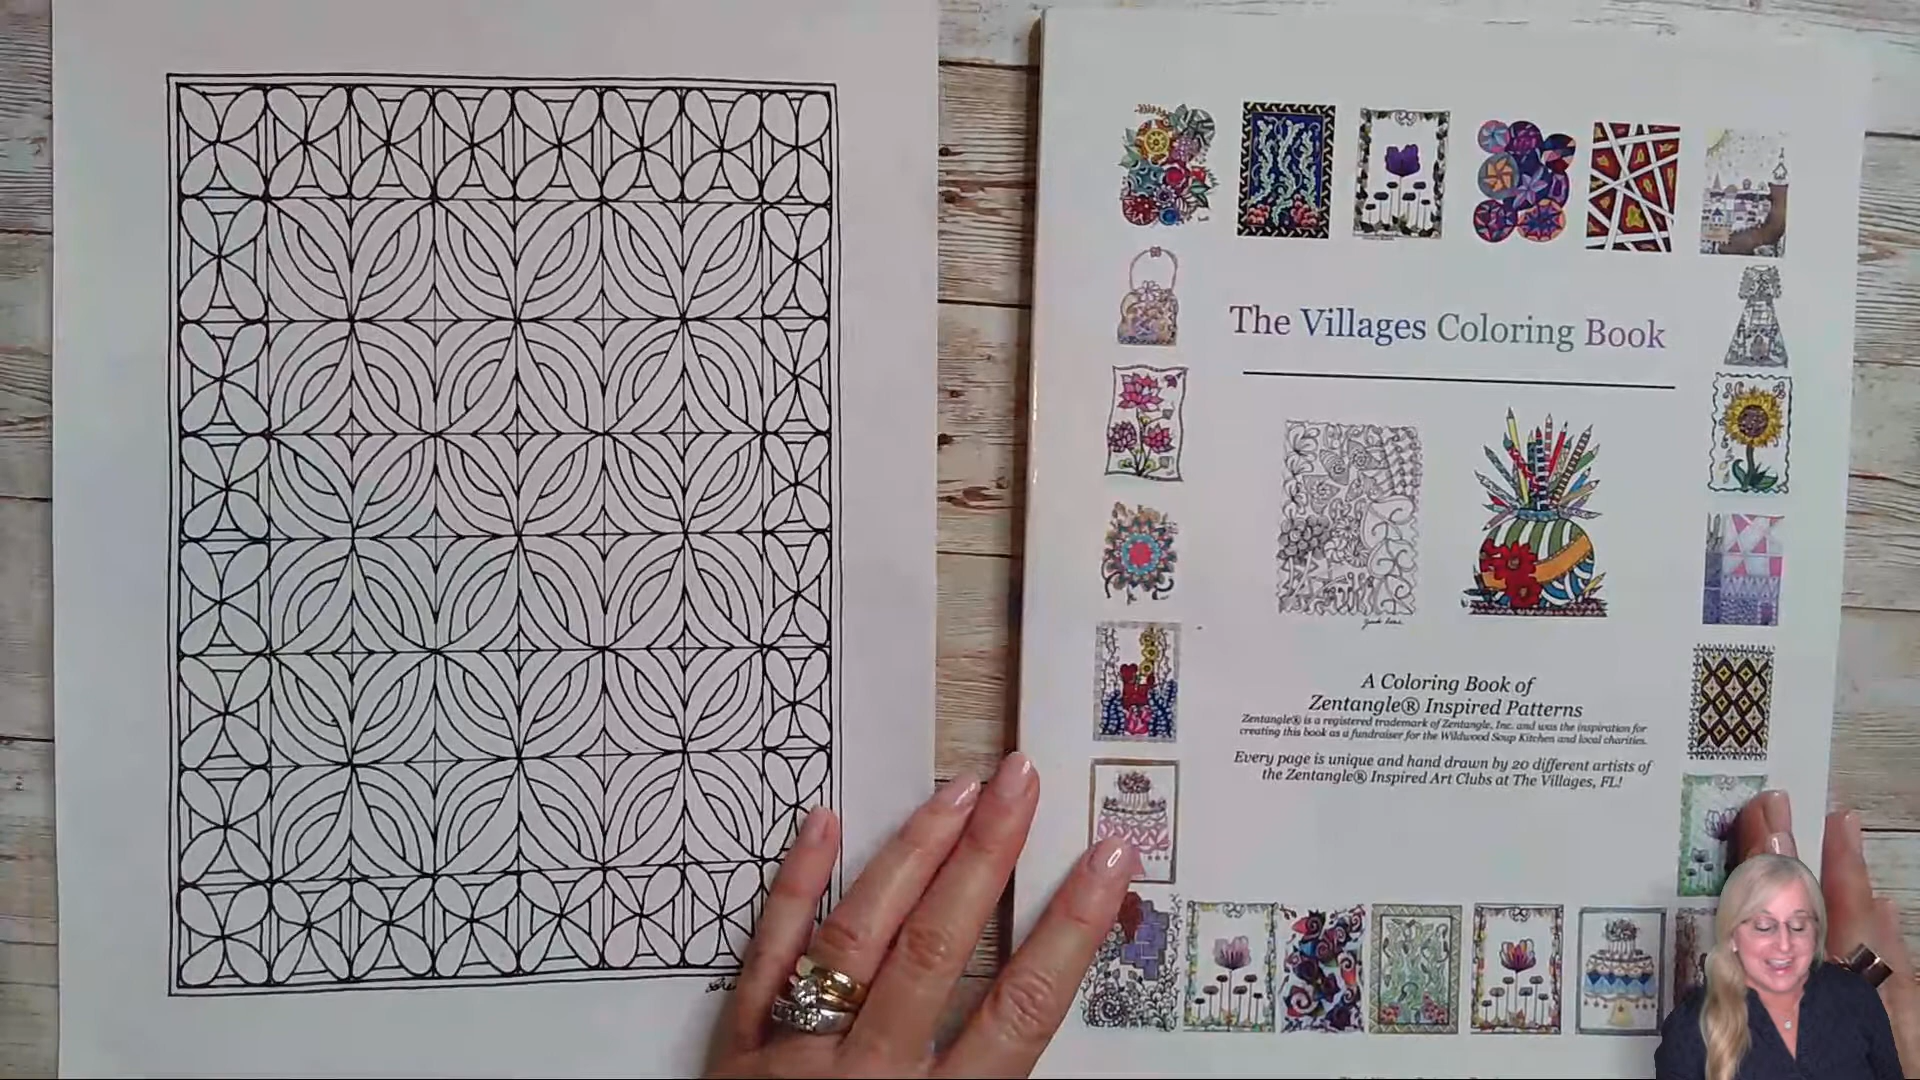 The Villages Coloring Book
A Coloring Book of
Zentangle® Inspired Patterns
Zentangle® is a registered trademark of Zentangle, Inc. and was the inspiration for
creating this book as a fundraiser for the Wildwood Soup Kitchen and local charities.
Every page is unique and hand drawn by 20 different artists of
the Zentangle® Inspired Art Clubs at The Villages, FL!